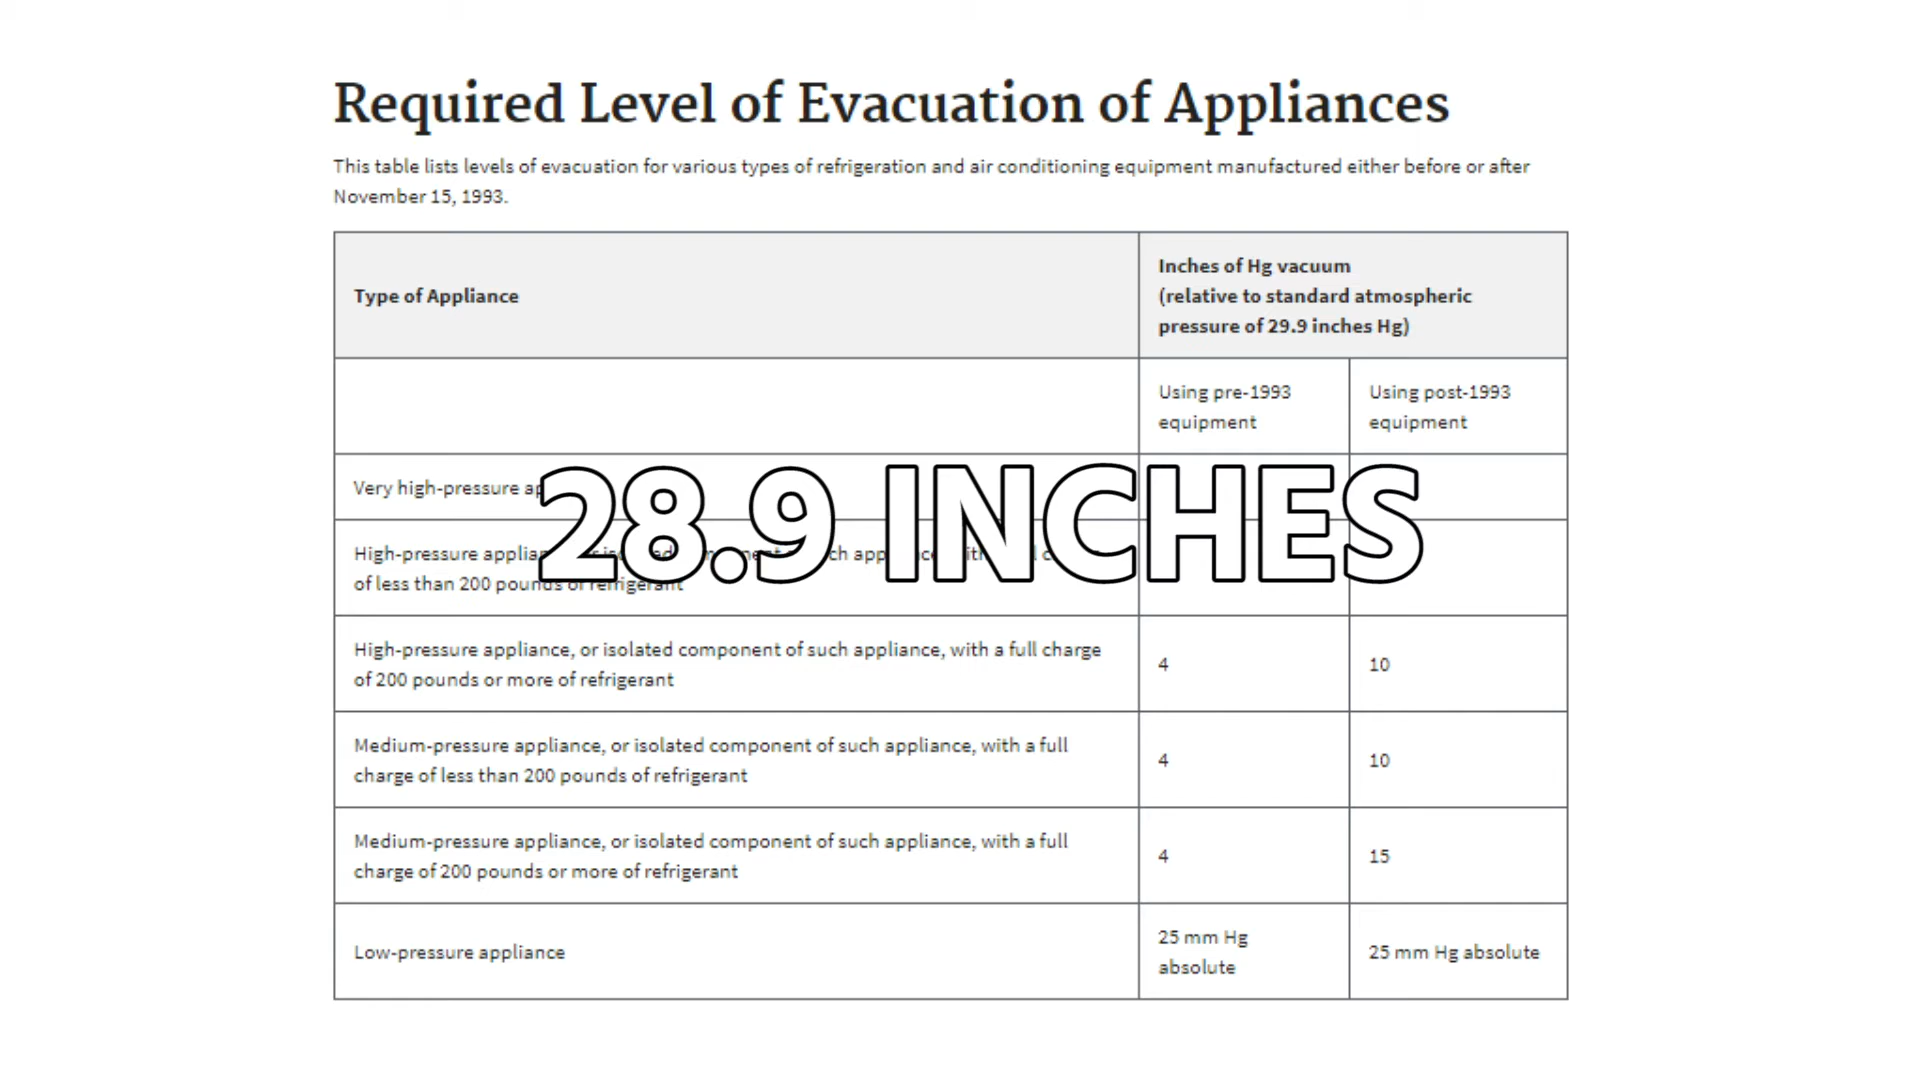 Required Level of Evacuation of Appliances
This table lists levels of evacuation for various types of refrigeration and air conditioning equipment manufactured either before or after
November 15, 1993.
Type of Appliance
Inches of Hg vacuum
(relative to standard atmospheric
pressure of 29.9 inches Hg)
Using pre-1993
equipment
Using post-1993
equipment
Very high-pressure
28.9 INCHES
High-pressure
of less than 200 pounds of refrigerant
High-pressure appliance, or isolated component of such appliance, with a full charge
of 200 pounds or more of refrigerant
4
10
Medium-pressure appliance, or isolated component of such appliance, with a full
charge of less than 200 pounds of refrigerant
4
10
Medium-pressure appliance, or isolated component of such appliance, with a full
charge of 200 pounds or more of refrigerant
4
15
Low-pressure appliance
25 mm Hg
absolute
25 mm Hg absolute